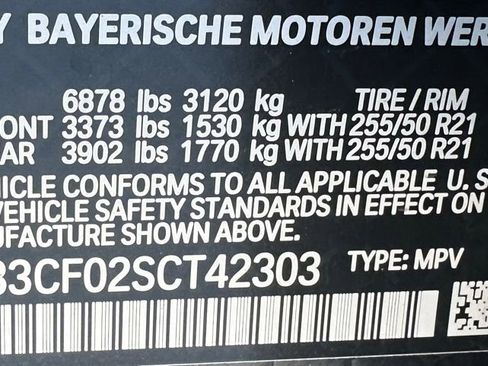 Y BAYERISCHE MOTOREN WER
6878 lbs 3120 kg TIRE / RIM
ONT 3373 lbs 1530 kg WITH 255/50 R21
AR 3902 lbs 1770 kg WITH 255/50 R21
HICLE CONFORMS TO ALL APPLICABLE U. S
VEHICLE SAFETY STANDARDS IN EFFECT ON
UFACTURE SHOWN ABOVE.
33CF02SCT42303 TYPE: MPV